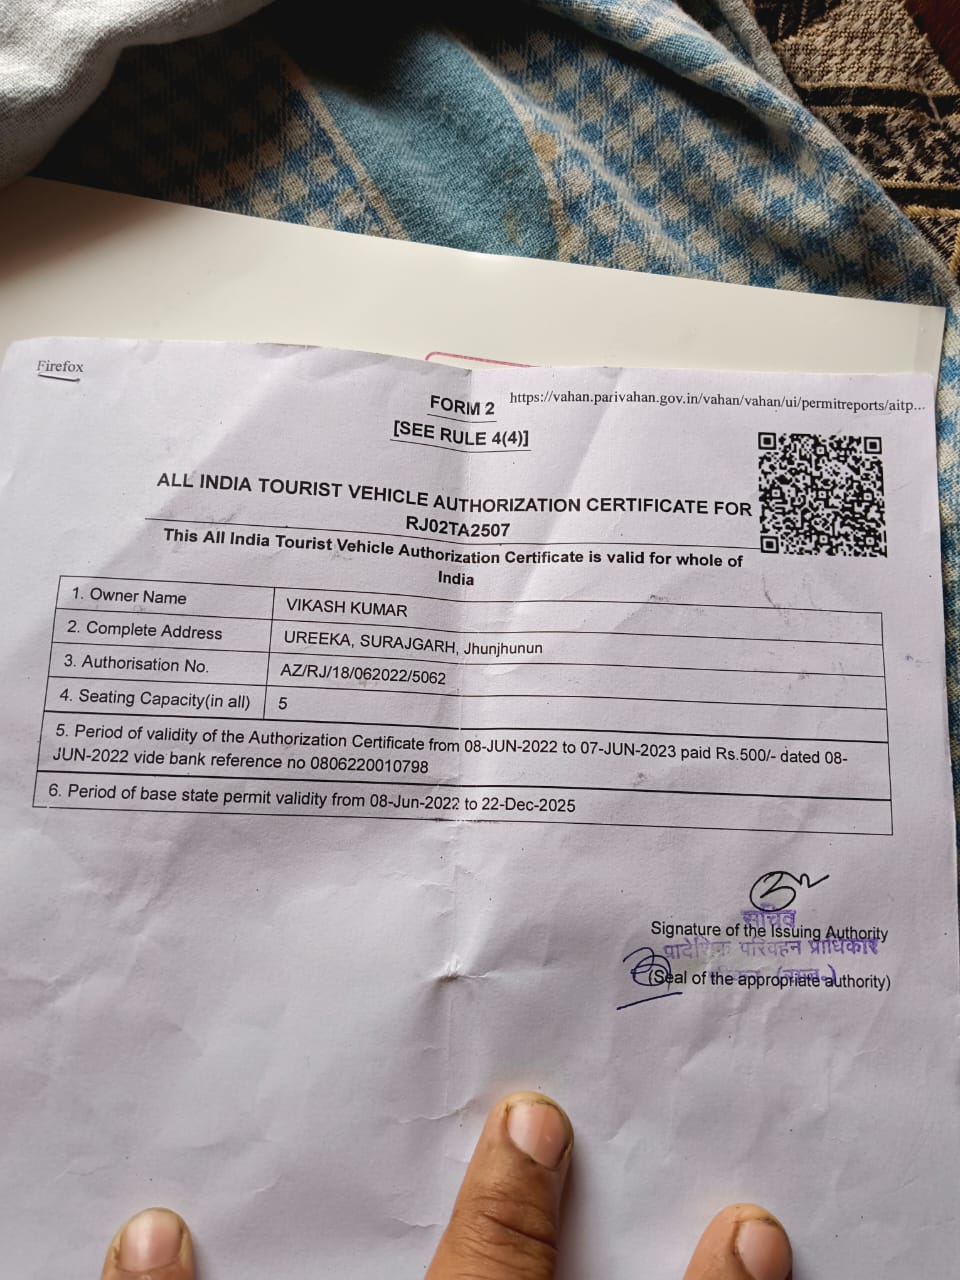 Firefox
https://vahan.parivahan.gov.in/vahan/vahan/ui/permitreports/aitp...
FORM 2
[SEE RULE 4(4)]
ALL INDIA TOURIST VEHICLE AUTHORIZATION CERTIFICATE FOR
RJ02TA2507
This All India Tourist Vehicle Authorization Certificate is valid for whole of
India
1. Owner Name VIKASH KUMAR
2. Complete Address UREEKA, SURAJGARH, Jhunjhunun
3. Authorisation No. AZ/RJ/18/062022/5062
4. Seating Capacity(in all) 5
5. Period of validity of the Authorization Certificate from 08-JUN-2022 to 07-JUN-2023 paid Rs.500/- dated 08-
JUN-2022 vide bank reference no 0806220010798
6. Period of base state permit validity from 08-Jun-2022 to 22-Dec-2025
सचिव
Signature of the Issuing Authority
प्रादेशिक परिवहन प्राधिकार
(Seal of the appropriate authority)